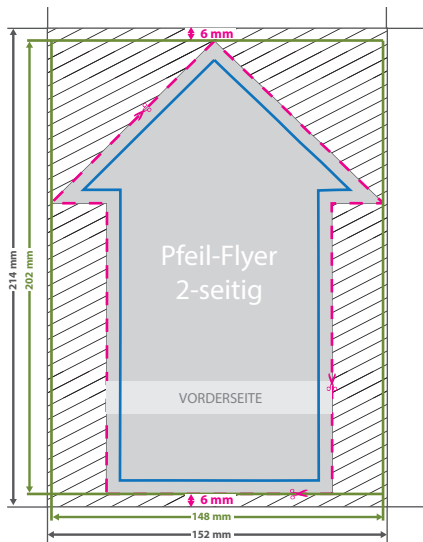 6 mm
214 mm
202 mm
Pfeil-Flyer
2-seitig
VORDERSEITE
6 mm
148 mm
152 mm